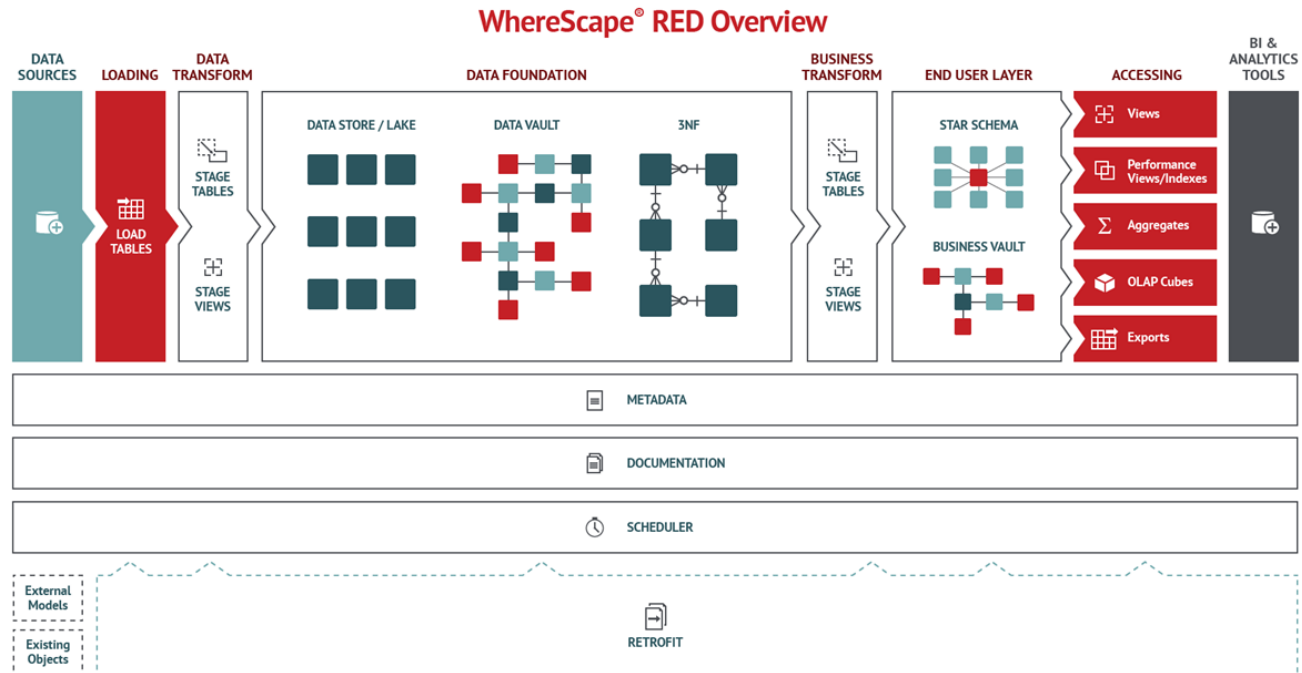 WhereScape® RED Overview
DATA
SOURCES
LOADING
DATA
TRANSFORM
DATA FOUNDATION
BUSINESS
TRANSFORM
END USER LAYER
ACCESSING
BI &
ANALYTICS
TOOLS
LOAD
TABLES
STAGE
TABLES
STAGE
VIEWS
DATA STORE / LAKE
DATA VAULT
3NF
STAGE
TABLES
STAGE
VIEWS
STAR SCHEMA
BUSINESS VAULT
Views
Performance
Views/Indexes
Aggregates
OLAP Cubes
Exports
METADATA
DOCUMENTATION
SCHEDULER
External
Models
Existing
Objects
RETROFIT